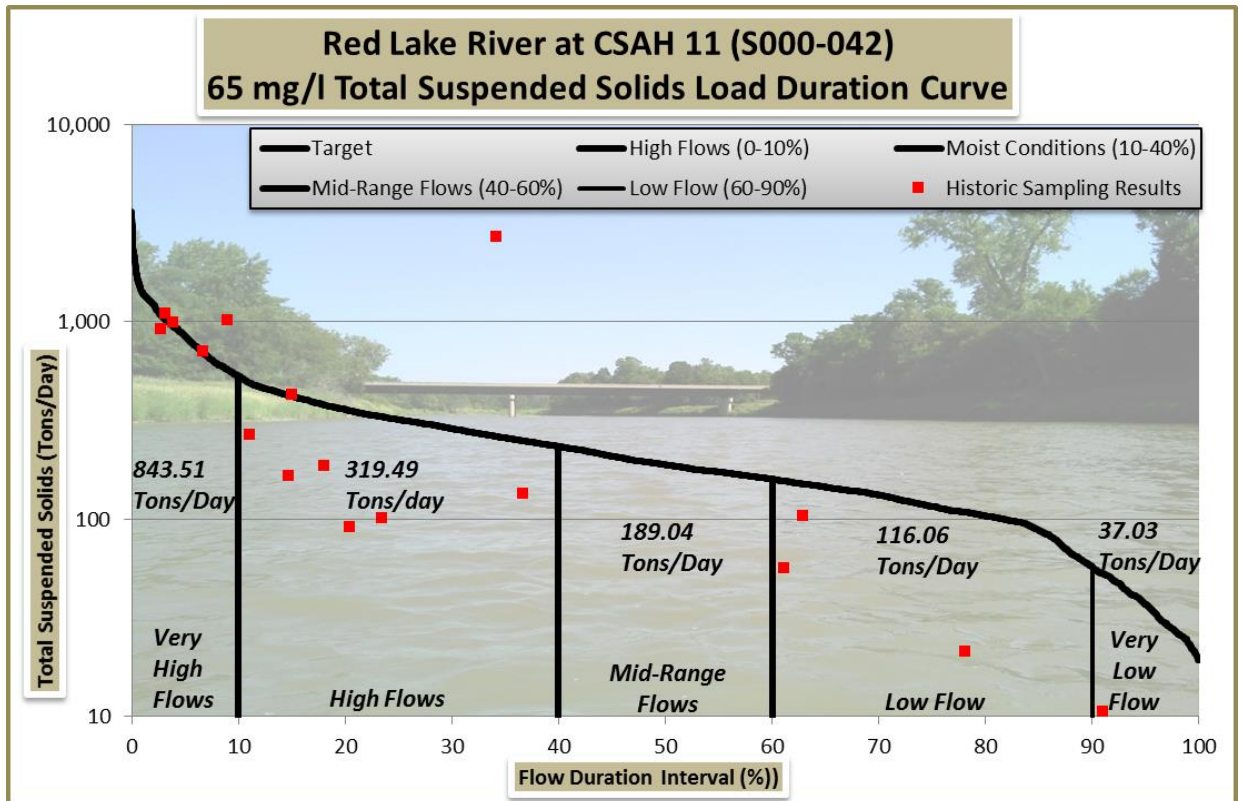 Red Lake River at CSAH 11 (S000-042)
65 mg/l Total Suspended Solids Load Duration Curve
Target
High Flows (0-10%)
Moist Conditions (10-40%)
Mid-Range Flows (40-60%)
Low Flow (60-90%)
Historic Sampling Results
Total Suspended Solids (Tons/Day)
10,000
1,000
100
10
843.51
Tons/Day
319.49
Tons/day
189.04
Tons/Day
116.06
Tons/Day
37.03
Tons/Day
Very
High
Flows
High Flows
Mid-Range
Flows
Low Flow
Very
Low
Flow
0 10 20 30 40 50 60 70 80 90 100
Flow Duration Interval (%))